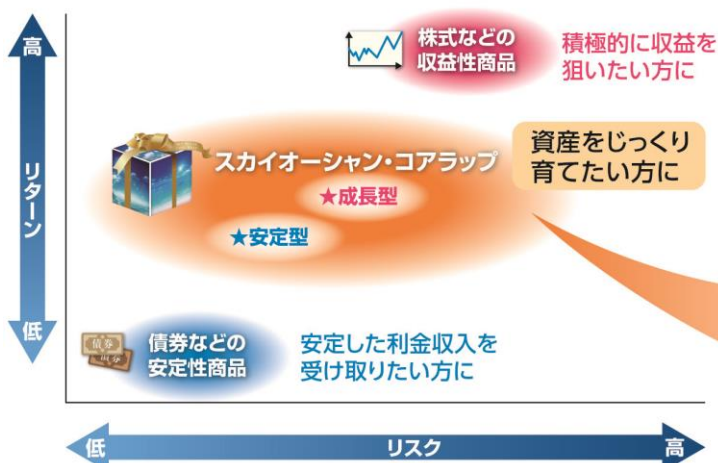 高
リターン
低
株式などの
収益性商品
積極的に収益を
狙いたい方に
スカイオーシャン・コアラップ
★成長型
★安定型
資産をじっくり
育てたい方に
債券
債券などの
安定性商品
安定した利金収入を
受け取りたい方に
低
リスク
高